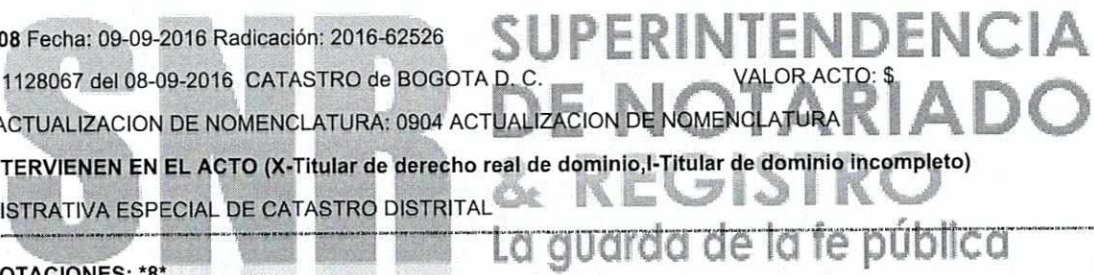 08 Fecha: 09-09-2016 Radicación: 2016-62526
1128067 del 08-09-2016 CATASTRO de BOGOTA D. C. VALOR ACTO: $
ACTUALIZACION DE NOMENCLATURA: 0904 ACTUALIZACION DE NOMENCLATURA
TERVIENEN EN EL ACTO (X-Titular de derecho real de dominio,I-Titular de dominio incompleto)
ISTRATIVA ESPECIAL DE CATASTRO DISTRITAL
OTACIONES: *8*
SNR
SUPERINTENDENCIA
DE NOTARIADO
& REGISTRO
La guarda de la fe pública